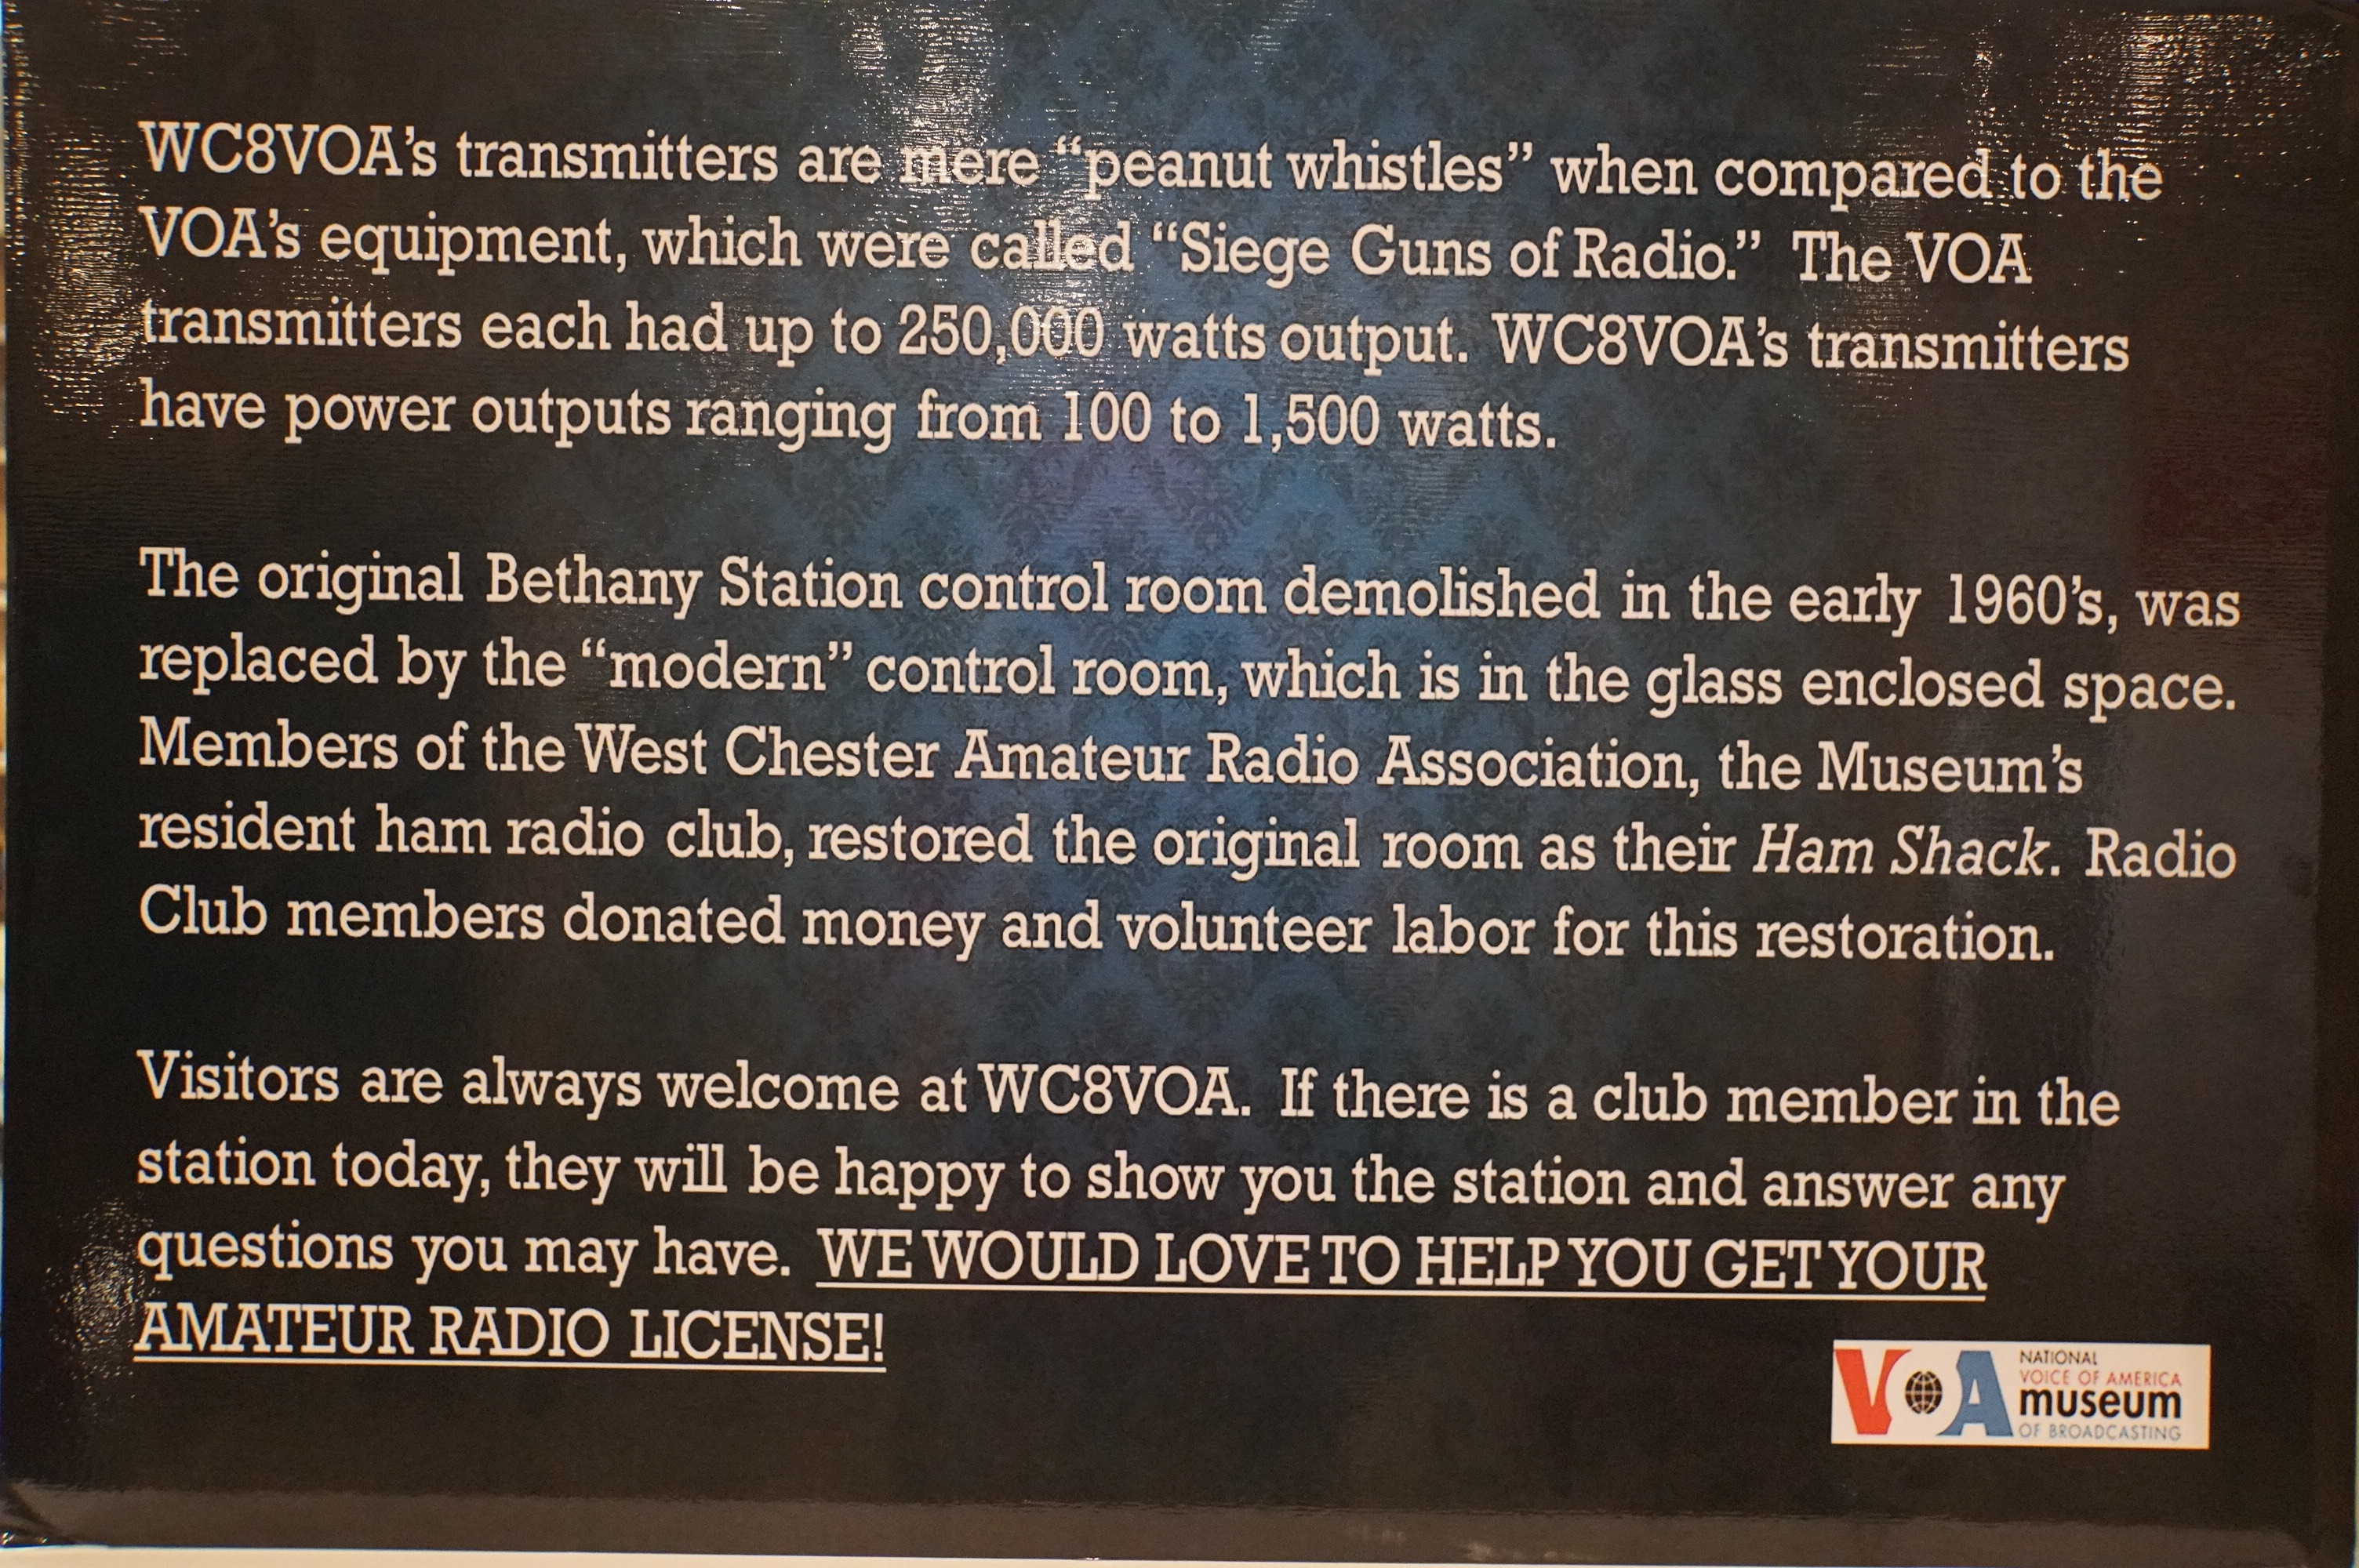 WC8VOA’s transmitters are mere “peanut whistles” when compared to the
VOA’s equipment, which were called “Siege Guns of Radio.” The VOA
transmitters each had up to 250,000 watts output. WC8VOA’s transmitters
have power outputs ranging from 100 to 1,500 watts.
The original Bethany Station control room demolished in the early 1960’s, was
replaced by the “modern” control room, which is in the glass enclosed space.
Members of the West Chester Amateur Radio Association, the Museum’s
resident ham radio club, restored the original room as their Ham Shack. Radio
Club members donated money and volunteer labor for this restoration.
Visitors are always welcome at WC8VOA. If there is a club member in the
station today, they will be happy to show you the station and answer any
questions you may have. WE WOULD LOVE TO HELP YOU GET YOUR
AMATEUR RADIO LICENSE!
VOA
NATIONAL
VOICE OF AMERICA
museum
OF BROADCASTING